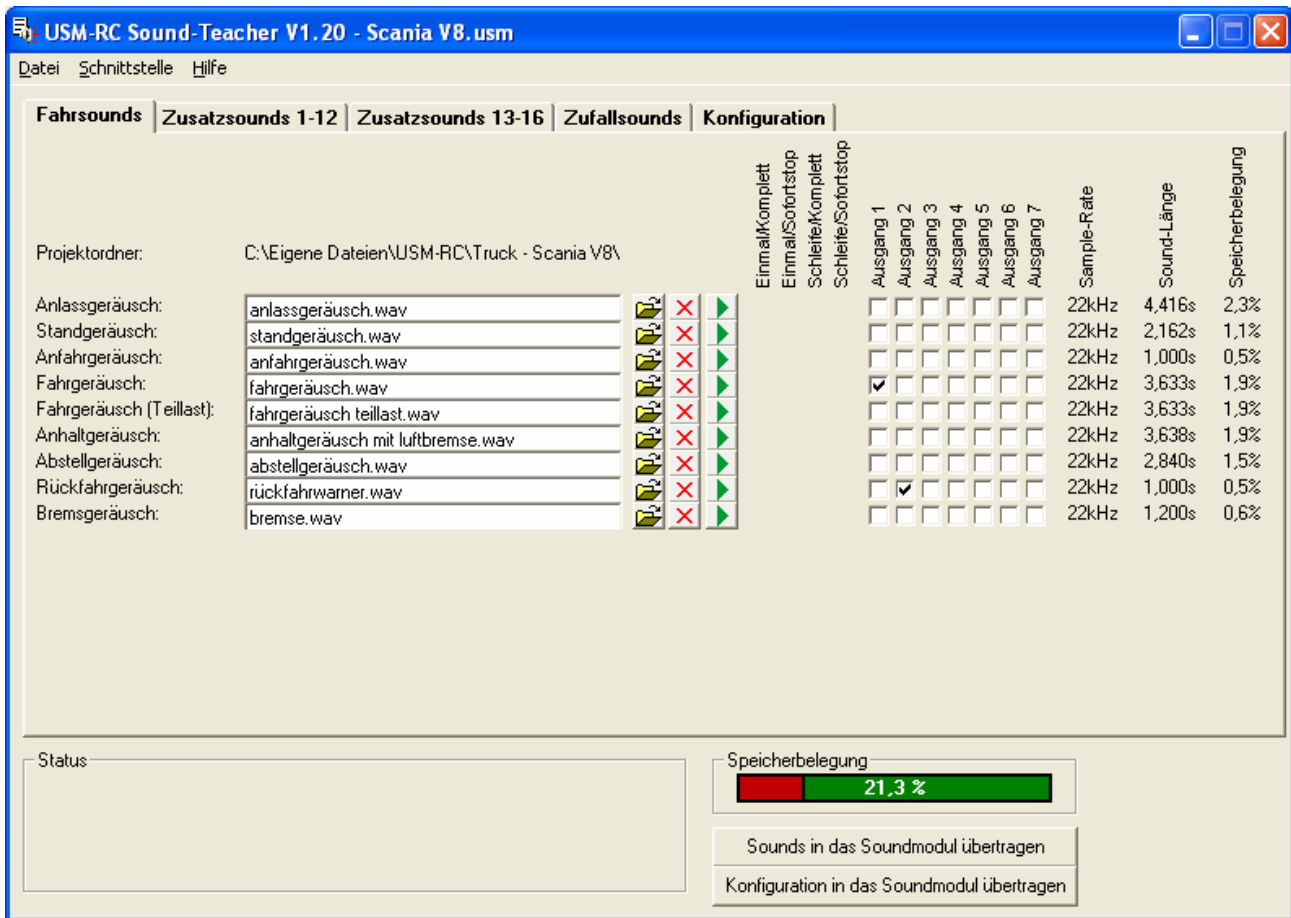 USM-RC Sound-Teacher V1.20 - Scania V8.usm
Datei Schnittstelle Hilfe
Fahrsounds Zusatzsounds 1-12 Zusatzsounds 13-16 Zufallsounds Konfiguration
Einmal/Komplett
Einmal/Sofortstop
Schleife/Komplett
Schleife/Sofortstop
Ausgang 1
Ausgang 2
Ausgang 3
Ausgang 4
Ausgang 5
Ausgang 6
Ausgang 7
Sample-Rate
Sound-Länge
Speicherbelegung
Projektordner: C:\Eigene Dateien\USM-RC\Truck - Scania V8\
Anlassgeräusch: anlassgeräusch.wav 22kHz 4,416s 2,3%
Standgeräusch: standgeräusch.wav 22kHz 2,162s 1,1%
Anfahrgeräusch: anfahrgeräusch.wav 22kHz 1,000s 0,5%
Fahrgeräusch: fahrgeräusch.wav 22kHz 3,633s 1,9%
Fahrgeräusch (Teillast): fahrgeräusch teillast.wav 22kHz 3,633s 1,9%
Anhaltgeräusch: anhaltgeräusch mit luftbremse.wav 22kHz 3,638s 1,9%
Abstellgeräusch: abstellgeräusch.wav 22kHz 2,840s 1,5%
Rückfahrgeräusch: rückfahrwarner.wav 22kHz 1,000s 0,5%
Bremsgeräusch: bremse.wav 22kHz 1,200s 0,6%
Status
Speicherbelegung
21,3 %
Sounds in das Soundmodul übertragen
Konfiguration in das Soundmodul übertragen